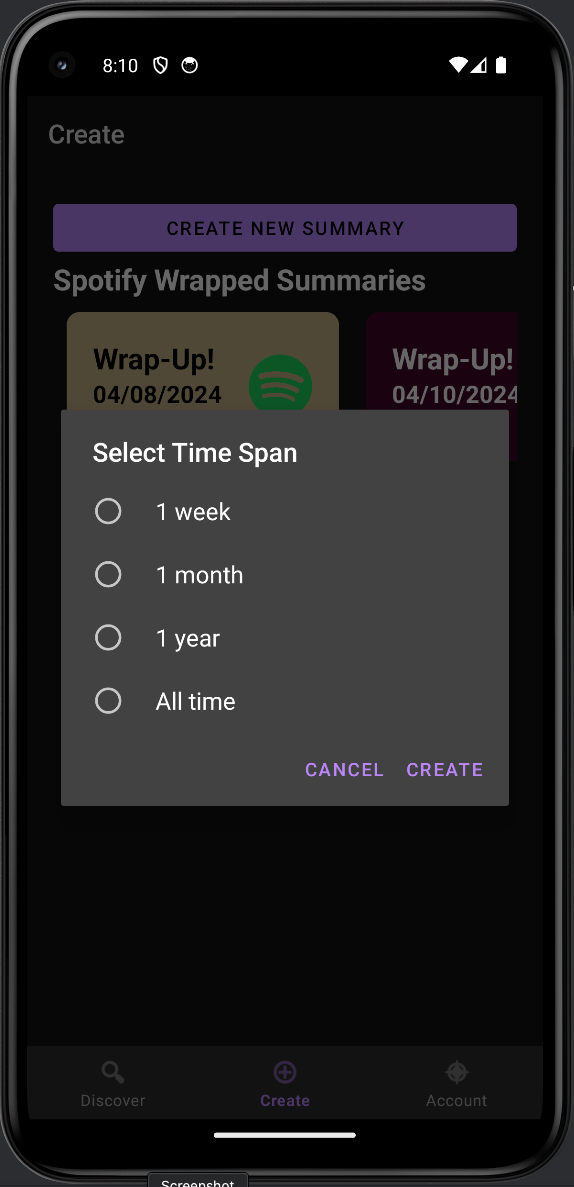 8:10
Create
CREATE NEW SUMMARY
Spotify Wrapped Summaries
Wrap-Up!
04/08/2024
Wrap-Up!
04/10/2024
Select Time Span
1 week
1 month
1 year
All time
CANCEL CREATE
Discover
Create
Account
Screenshot